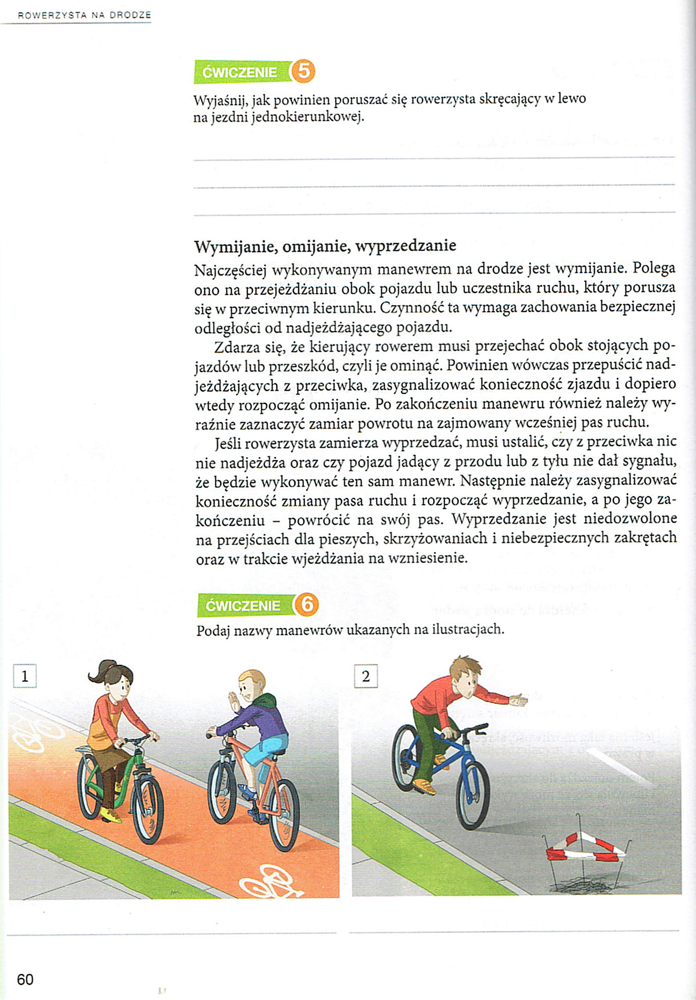 ROWERZYSTA NA DRODZE
ĆWICZENIE 5
Wyjaśnij, jak powinien poruszać się rowerzysta skręcający w lewo
na jezdni jednokierunkowej.
Wymijanie, omijanie, wyprzedzanie
Najczęściej wykonywanym manewrem na drodze jest wymijanie. Polega
ono na przejeżdżaniu obok pojazdu lub uczestnika ruchu, który porusza
się w przeciwnym kierunku. Czynność ta wymaga zachowania bezpiecznej
odległości od nadjeżdżającego pojazdu.
Zdarza się, że kierujący rowerem musi przejechać obok stojących po-
jazdów lub przeszkód, czyli je ominąć. Powinien wówczas przepuścić nad-
jeżdżających z przeciwka, zasygnalizować konieczność zjazdu i dopiero
wtedy rozpocząć omijanie. Po zakończeniu manewru również należy wy-
raźnie zaznaczyć zamiar powrotu na zajmowany wcześniej pas ruchu.
Jeśli rowerzysta zamierza wyprzedzać, musi ustalić, czy z przeciwka nic
nie nadjeżdża oraz czy pojazd jadący z przodu lub z tyłu nie dał sygnału,
że będzie wykonywać ten sam manewr. Następnie należy zasygnalizować
konieczność zmiany pasa ruchu i rozpocząć wyprzedzanie, a po jego za-
kończeniu – powrócić na swój pas. Wyprzedzanie jest niedozwolone
na przejściach dla pieszych, skrzyżowaniach i niebezpiecznych zakrętach
oraz w trakcie wjeżdżania na wzniesienie.
ĆWICZENIE 6
Podaj nazwy manewrów ukazanych na ilustracjach.
1
2
60